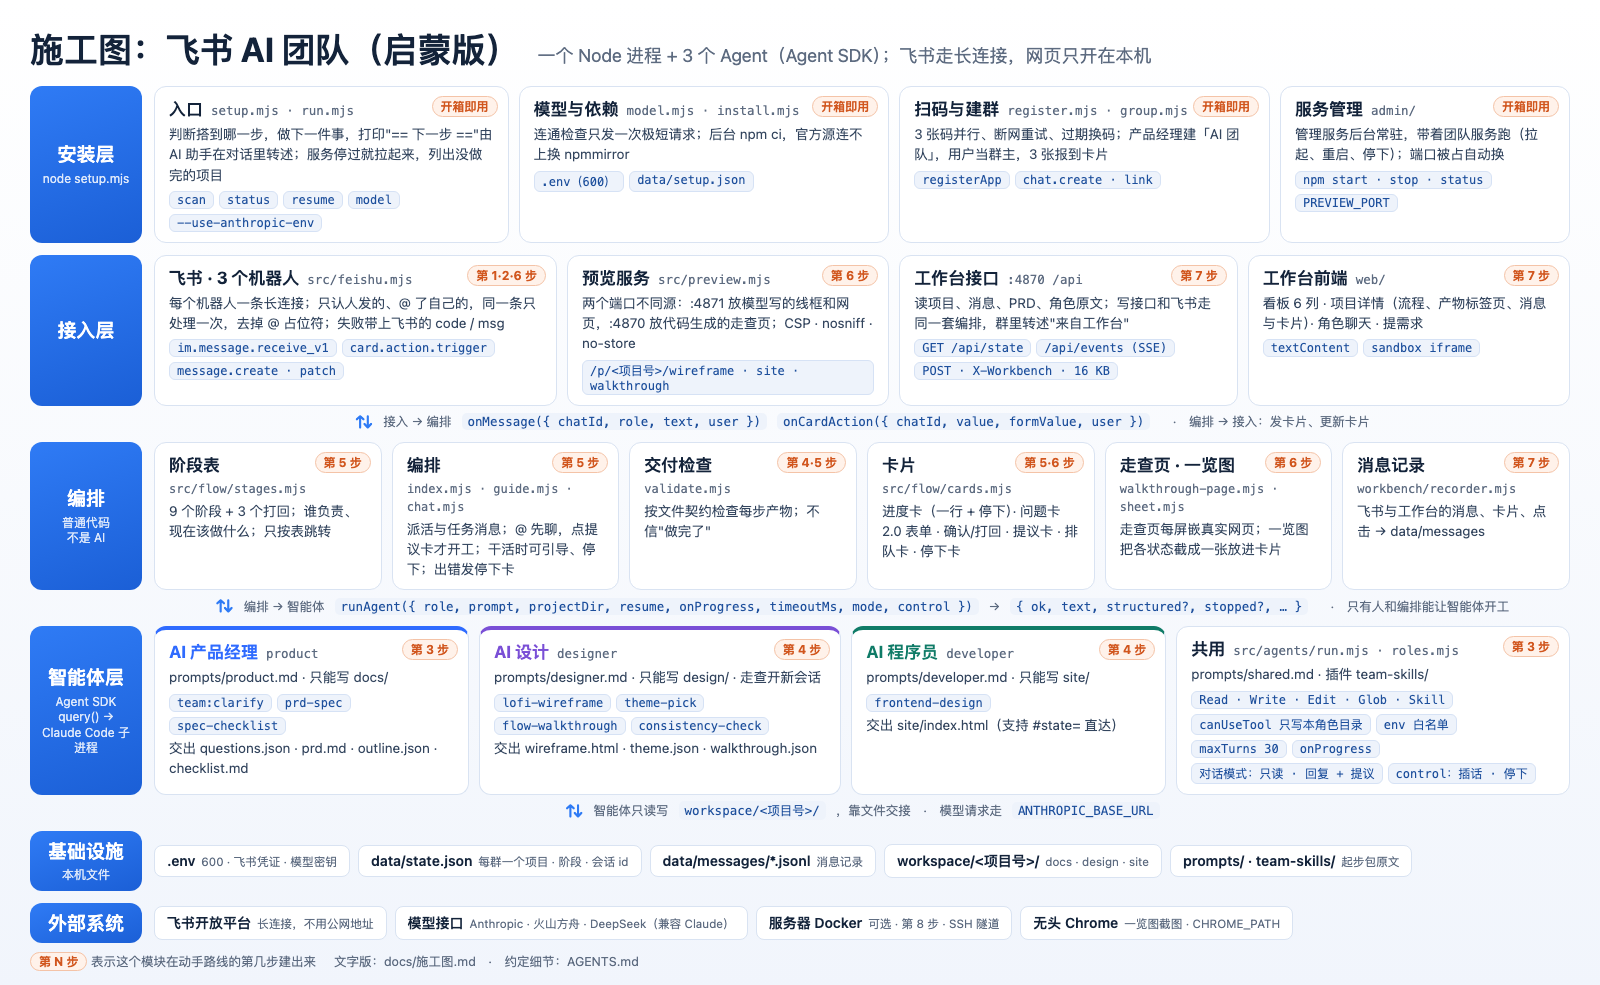 施工图：飞书 AI 团队（启蒙版）
一个 Node 进程 + 3 个 Agent（Agent SDK）；飞书走长连接，网页只开在本机
安装层
node setup.mjs
入口 setup.mjs · run.mjs
开箱即用
判断搭到哪一步，做下一件事，打印"== 下一步 =="由
AI 助手在对话里转述；服务停过就拉起来，列出没做
完的项目
scan status resume model
--use-anthropic-env
模型与依赖 model.mjs · install.mjs
开箱即用
连通检查只发一次极短请求；后台 npm ci，官方源连不
上换 npmmirror
.env（600） data/setup.json
扫码与建群 register.mjs · group.mjs
开箱即用
3 张码并行、断网重试、过期换码；产品经理建「AI 团
队」，用户当群主，3 张报到卡片
registerApp chat.create · link
服务管理 admin/
开箱即用
管理服务后台常驻，带着团队服务跑（拉
起、重启、停下）；端口被占自动换
npm start · stop · status
PREVIEW_PORT
接入层
飞书 · 3 个机器人 src/feishu.mjs
第 1·2·6 步
每个机器人一条长连接；只认人发的、@ 了自己的，同一条只
处理一次，去掉 @ 占位符；失败带上飞书的 code / msg
im.message.receive_v1 card.action.trigger
message.create · patch
预览服务 src/preview.mjs
第 6 步
两个端口不同源：:4871 放模型写的线框和网
页，:4870 放代码生成的走查页；CSP · nosniff ·
no-store
/p/<项目号>/wireframe · site ·
walkthrough
工作台接口 :4870 /api
第 7 步
读项目、消息、PRD、角色原文；写接口和飞书走
同一套编排，群里转述"来自工作台"
GET /api/state /api/events (SSE)
POST · X-Workbench · 16 KB
工作台前端 web/
第 7 步
看板 6 列 · 项目详情（流程、产物标签页、消息
与卡片）· 角色聊天 · 提需求
textContent sandbox iframe
接入 → 编排 onMessage({ chatId, role, text, user }) onCardAction({ chatId, value, formValue, user }) · 编排 → 接入：发卡片、更新卡片
编排
普通代码
不是 AI
阶段表
第 5 步
src/flow/stages.mjs
9 个阶段 + 3 个打回；谁负责、
现在该做什么；只按表跳转
编排
第 5 步
index.mjs · guide.mjs ·
chat.mjs
派活与任务消息；@ 先聊，点提
议卡才开工；干活时可引导、停
下；出错发停下卡
交付检查
第 4·5 步
validate.mjs
按文件契约检查每步产物；不
信"做完了"
卡片
第 5·6 步
src/flow/cards.mjs
进度卡（一行 + 停下）· 问题卡
2.0 表单 · 确认/打回 · 提议卡 · 排
队卡 · 停下卡
走查页 · 一览图
第 6 步
walkthrough-page.mjs ·
sheet.mjs
走查页每屏嵌真实网页；一览图
把各状态截成一张放进卡片
消息记录
第 7 步
workbench/recorder.mjs
飞书与工作台的消息、卡片、点
击 → data/messages
编排 → 智能体 runAgent({ role, prompt, projectDir, resume, onProgress, timeoutMs, mode, control }) → { ok, text, structured?, stopped?, … } · 只有人和编排能让智能体开工
智能体层
Agent SDK
query() →
Claude Code 子
进程
AI 产品经理 product
第 3 步
prompts/product.md · 只能写 docs/
team:clarify prd-spec
spec-checklist
交出 questions.json · prd.md · outline.json ·
checklist.md
AI 设计 designer
第 4 步
prompts/designer.md · 只能写 design/ · 走查开新会话
lofi-wireframe theme-pick
flow-walkthrough consistency-check
交出 wireframe.html · theme.json · walkthrough.json
AI 程序员 developer
第 4 步
prompts/developer.md · 只能写 site/
frontend-design
交出 site/index.html（支持 #state= 直达）
共用 src/agents/run.mjs · roles.mjs
第 3 步
prompts/shared.md · 插件 team-skills/
Read · Write · Edit · Glob · Skill
canUseTool 只写本角色目录 env 白名单
maxTurns 30 onProgress
对话模式：只读 · 回复 + 提议 control：插话 · 停下
智能体只读写 workspace/<项目号>/ ，靠文件交接 · 模型请求走 ANTHROPIC_BASE_URL
基础设施
本机文件
.env 600 · 飞书凭证 · 模型密钥
data/state.json 每群一个项目 · 阶段 · 会话 id
data/messages/*.jsonl 消息记录
workspace/<项目号>/ docs · design · site
prompts/ · team-skills/ 起步包原文
外部系统
飞书开放平台 长连接，不用公网地址
模型接口 Anthropic · 火山方舟 · DeepSeek（兼容 Claude）
服务器 Docker 可选 · 第 8 步 · SSH 隧道
无头 Chrome 一览图截图 · CHROME_PATH
第 N 步 表示这个模块在动手路线的第几步建出来 文字版：docs/施工图.md · 约定细节：AGENTS.md